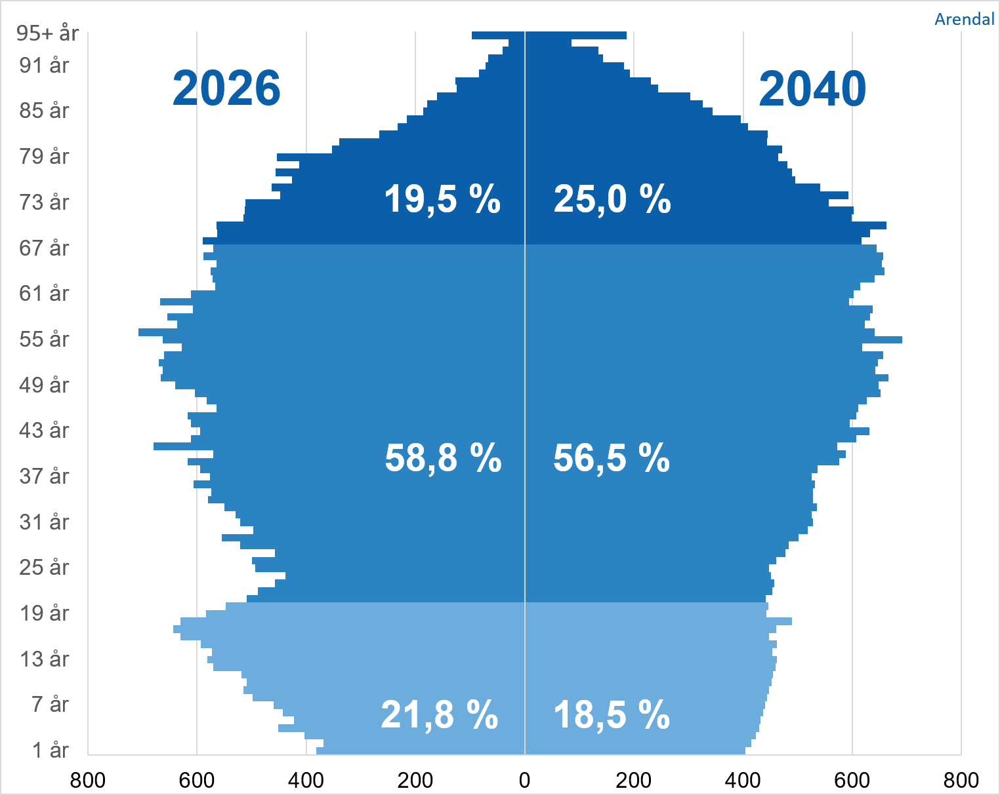 Arendal
95+ år
91 år
2026
2040
85 år
79 år
19,5 %
25,0 %
73 år
67 år
61 år
55 år
49 år
43 år
58,8 %
56,5 %
37 år
31 år
25 år
19 år
13 år
7 år
21,8 %
18,5 %
1 år
800 600 400 200 0 200 400 600 800